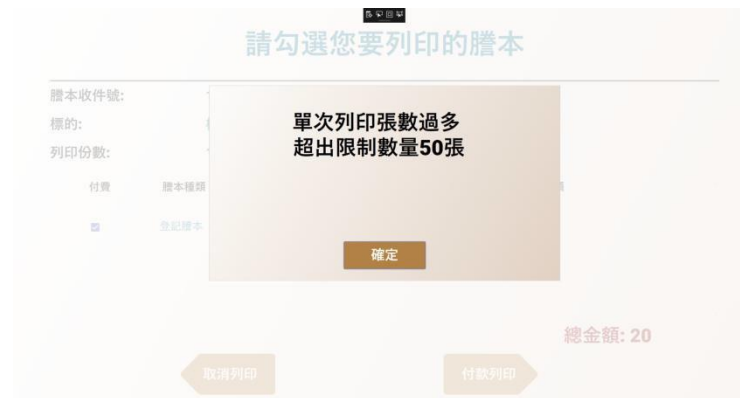 請勾選您要列印的謄本
謄本收件號:
標的:
列印份數:
付費 謄本種類
登記謄本
單次列印張數過多
超出限制數量50張
確定
總金額: 20
取消列印 付款列印